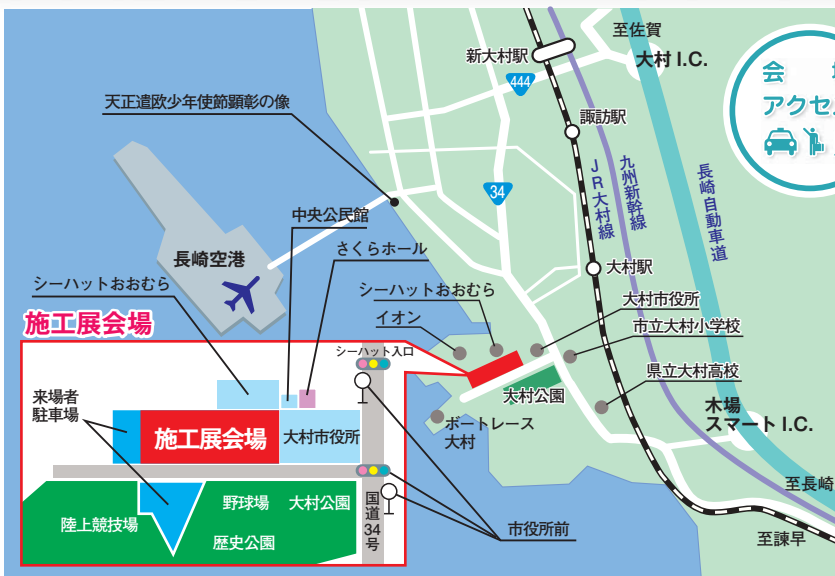 至佐賀
新大村駅
大村 I.C.
会
アクセ
444
天正遣欧少年使節顕彰の像
諏訪駅
34
九州新幹線
JR大村線
長崎自動車道
中央公民館
さくらホール
長崎空港
シーハットおおむら
大村駅
シーハットおおむら
大村市役所
イオン
市立大村小学校
施工展会場
シーハット入口
県立大村高校
大村公園
来場者
駐車場
木場
スマート I.C.
ボートレース
大村
施工展会場
大村市役所
至長崎
野球場
大村公園
国道34号
陸上競技場
市役所前
歴史公園
至諫早